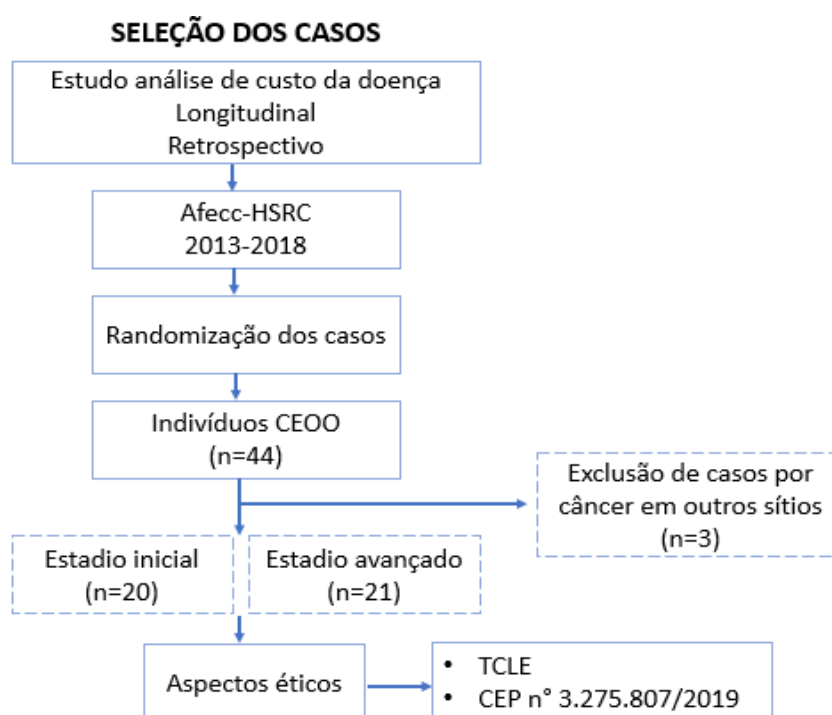 SELEÇÃO DOS CASOS
Estudo análise de custo da doença
Longitudinal
Retrospectivo
Afecc-HSRC
2013-2018
Randomização dos casos
Indivíduos CEOO
(n=44)
Exclusão de casos por
câncer em outros sítios
(n=3)
Estadio inicial
(n=20)
Estadio avançado
(n=21)
Aspectos éticos
• TCLE
• CEP n° 3.275.807/2019